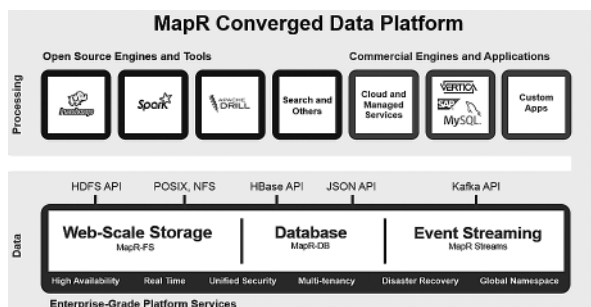 MapR Converged Data Platform
Open Source Engines and Tools
Commercial Engines and Applications
Processing
hadoop
Spark
APACHE
DRILL
Search and
Others
Cloud and
Managed
Services
VERTICA
SAP
MySQL
Custom
Apps
HDFS API
POSIX, NFS
HBase API
JSON API
Kafka API
Data
Web-Scale Storage
MapR-FS
Database
MapR-DB
Event Streaming
MapR Streams
High Availability
Real Time
Unified Security
Multi-tenancy
Disaster Recovery
Global Namespace
Enterprise-Grade Platform Services